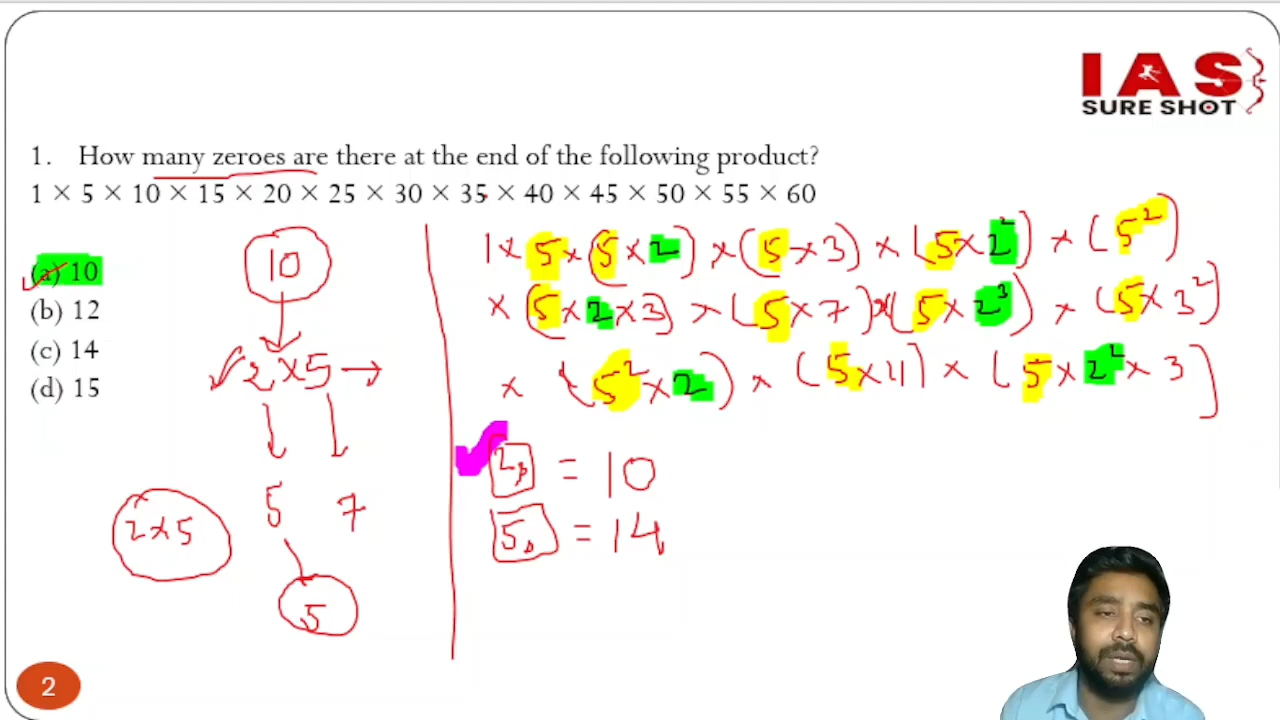 IAS
SURE SHOT
1. How many zeroes are there at the end of the following product?
1 × 5 × 10 × 15 × 20 × 25 × 30 × 35 × 40 × 45 × 50 × 55 × 60
(a) 10
(b) 12
(c) 14
(d) 15
10
2 × 5 →
5 7
2 × 5
5
1 × 5 × (5 × 2) × (5 × 3) × (5 × 2²) × (5²)
× (5 × 2 × 3) × (5 × 7) × (5 × 2³) × (5 × 3²)
× (5² × 2) × (5 × 11) × (5 × 2² × 3)
2s = 10
5s = 14
2